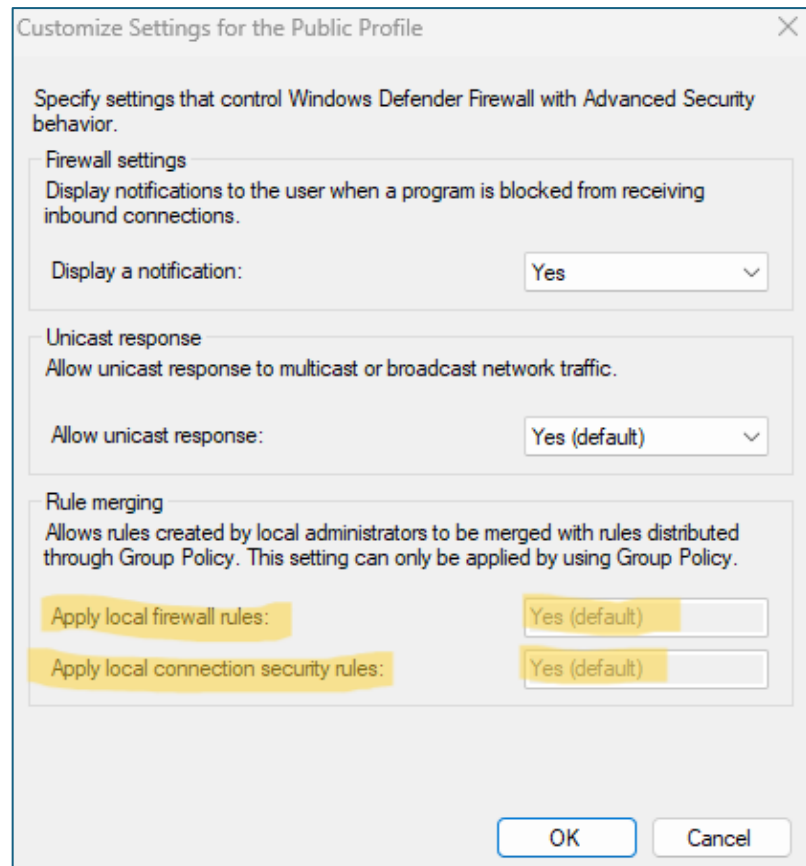 Customize Settings for the Public Profile
Specify settings that control Windows Defender Firewall with Advanced Security
behavior.
Firewall settings
Display notifications to the user when a program is blocked from receiving
inbound connections.
Display a notification: Yes
Unicast response
Allow unicast response to multicast or broadcast network traffic.
Allow unicast response: Yes (default)
Rule merging
Allows rules created by local administrators to be merged with rules distributed
through Group Policy. This setting can only be applied by using Group Policy.
Apply local firewall rules: Yes (default)
Apply local connection security rules: Yes (default)
OK Cancel